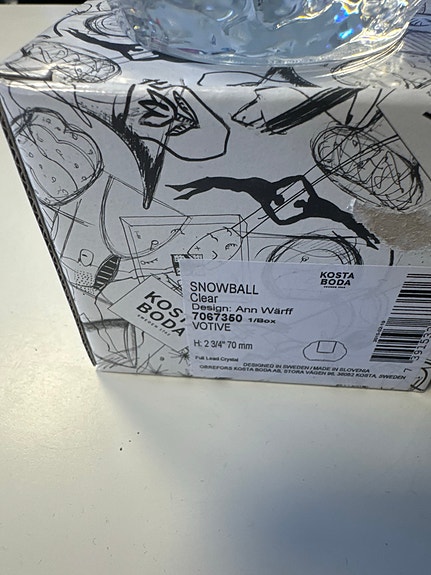 SNOWBALL
Clear
Design: Ann Wärff
7067350 1/Box
VOTIVE
H: 2 3/4" 70 mm
Full Lead Crystal
DESIGNED IN SWEDEN / MADE IN SLOVENIA
ORREFORS KOSTA BODA AB, STORA VÄGEN 96, 36052 KOSTA, SWEDEN
KOSTA
BODA
KOSTA
BODA